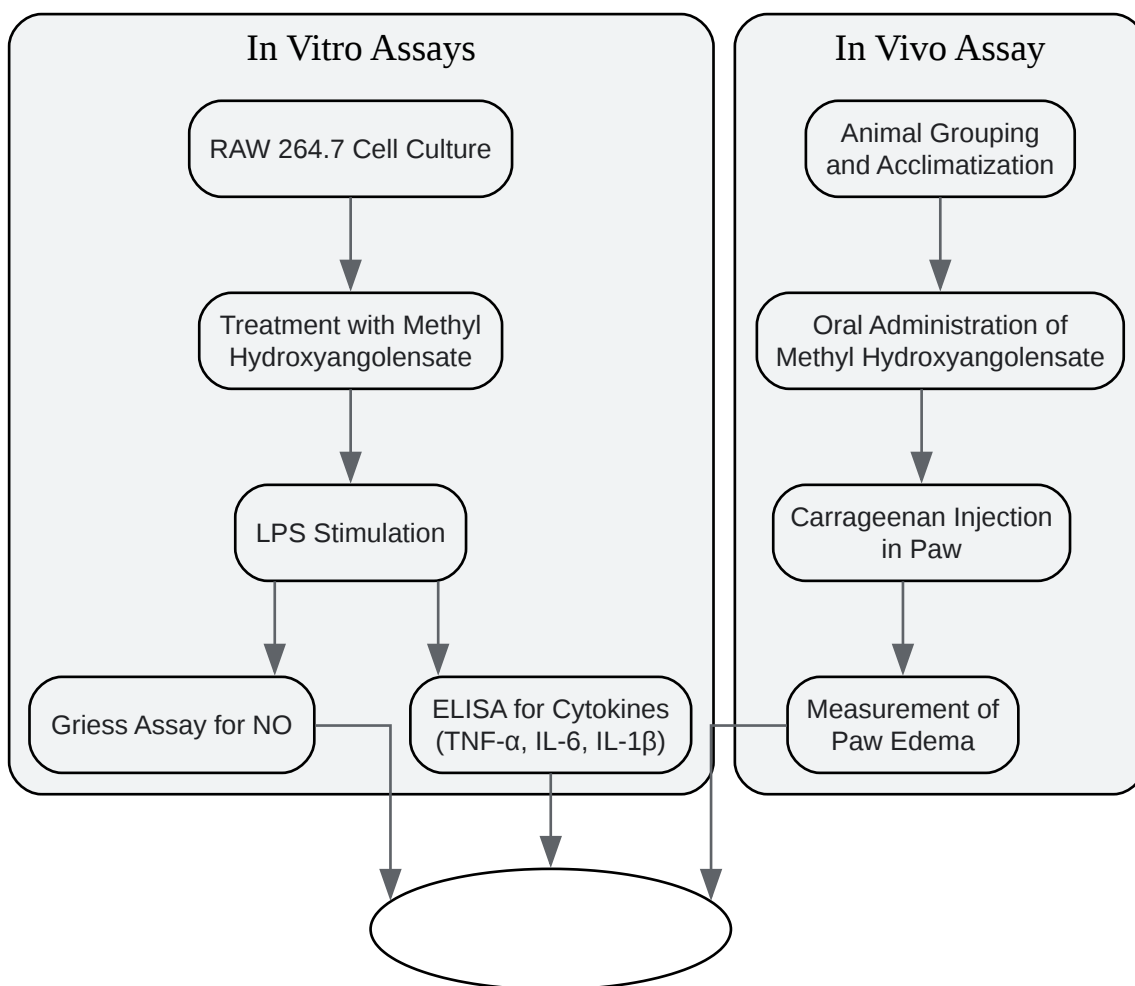 In Vitro Assays
RAW 264.7 Cell Culture
Treatment with Methyl
Hydroxyangolensate
LPS Stimulation
Griess Assay for NO
ELISA for Cytokines
(TNF-α, IL-6, IL-1β)
In Vivo Assay
Animal Grouping
and Acclimatization
Oral Administration of
Methyl Hydroxyangolensate
Carrageenan Injection
in Paw
Measurement of
Paw Edema